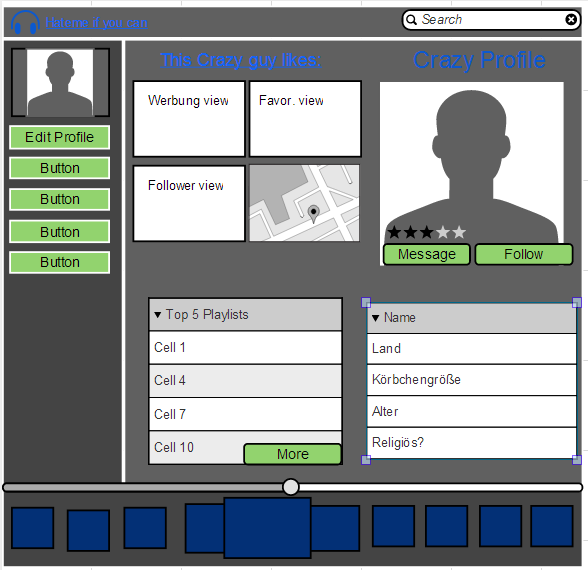 Listeme if you can
Search
This Crazy guy likes:
Crazy Profile
Edit Profile
Button
Button
Button
Button
Werbung view
Favor. view
Follower view
Message
Follow
Top 5 Playlists
Cell 1
Cell 4
Cell 7
Cell 10
More
Name
Land
Körbchengröße
Alter
Religiös?